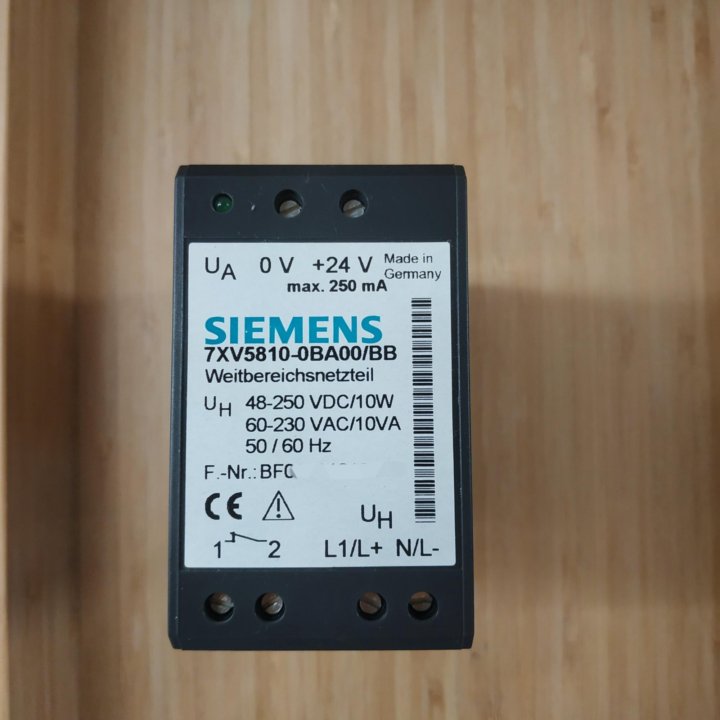 UA 0 V +24 V Made in Germany
max. 250 mA
SIEMENS
7XV5810-0BA00/BB
Weitbereichsnetzteil
UH 48-250 VDC/10W
60-230 VAC/10VA
50 / 60 Hz
F.-Nr.:
CE UH
1 2 L1/L+ N/L-